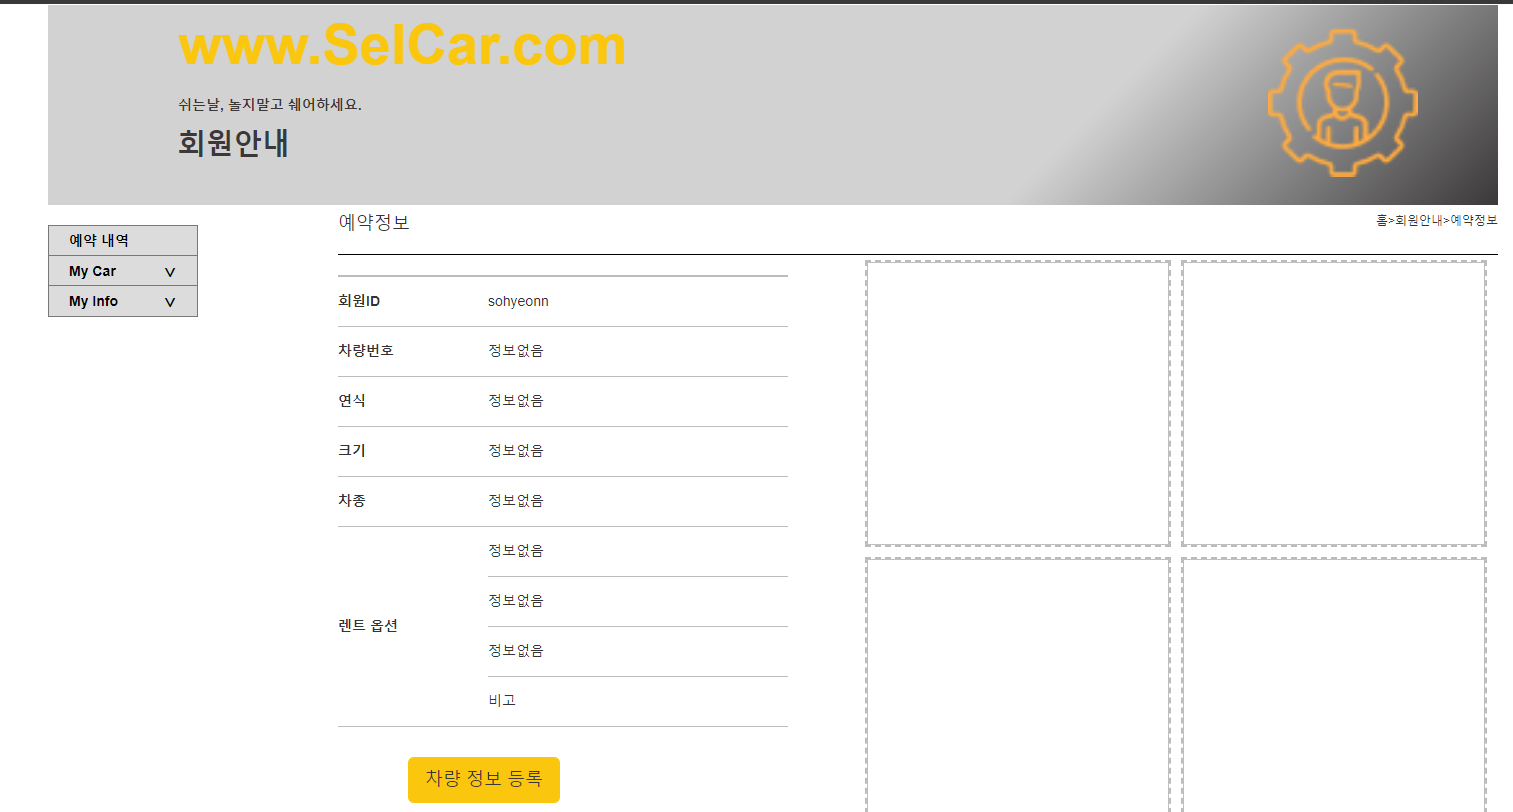 www.SelCar.com
쉬는날, 놀지말고 쉐어하세요.
회원안내
예약 내역
My Car ∨
My Info ∨
예약정보
홈>회원안내>예약정보
회원ID sohyeonn
차량번호 정보없음
연식 정보없음
크기 정보없음
차종 정보없음
렌트 옵션
정보없음
정보없음
정보없음
비고
차량 정보 등록